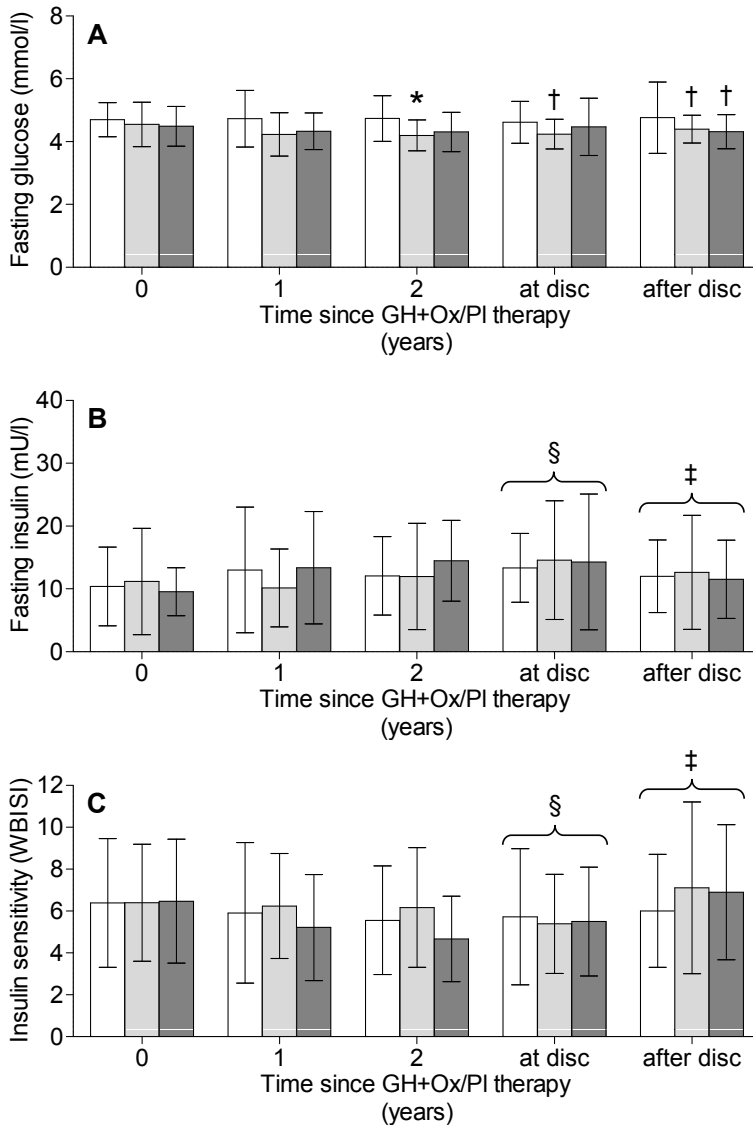 A
Fasting glucose (mmol/l)
8
6
4
2
0
*
†
†
†
0
1
2
at disc
after disc
Time since GH+Ox/Pl therapy
(years)
B
Fasting insulin (mU/l)
40
30
20
10
0
§
‡
0
1
2
at disc
after disc
Time since GH+Ox/Pl therapy
(years)
C
Insulin sensitivity (WBISI)
12
10
8
6
4
2
0
§
‡
0
1
2
at disc
after disc
Time since GH+Ox/Pl therapy
(years)